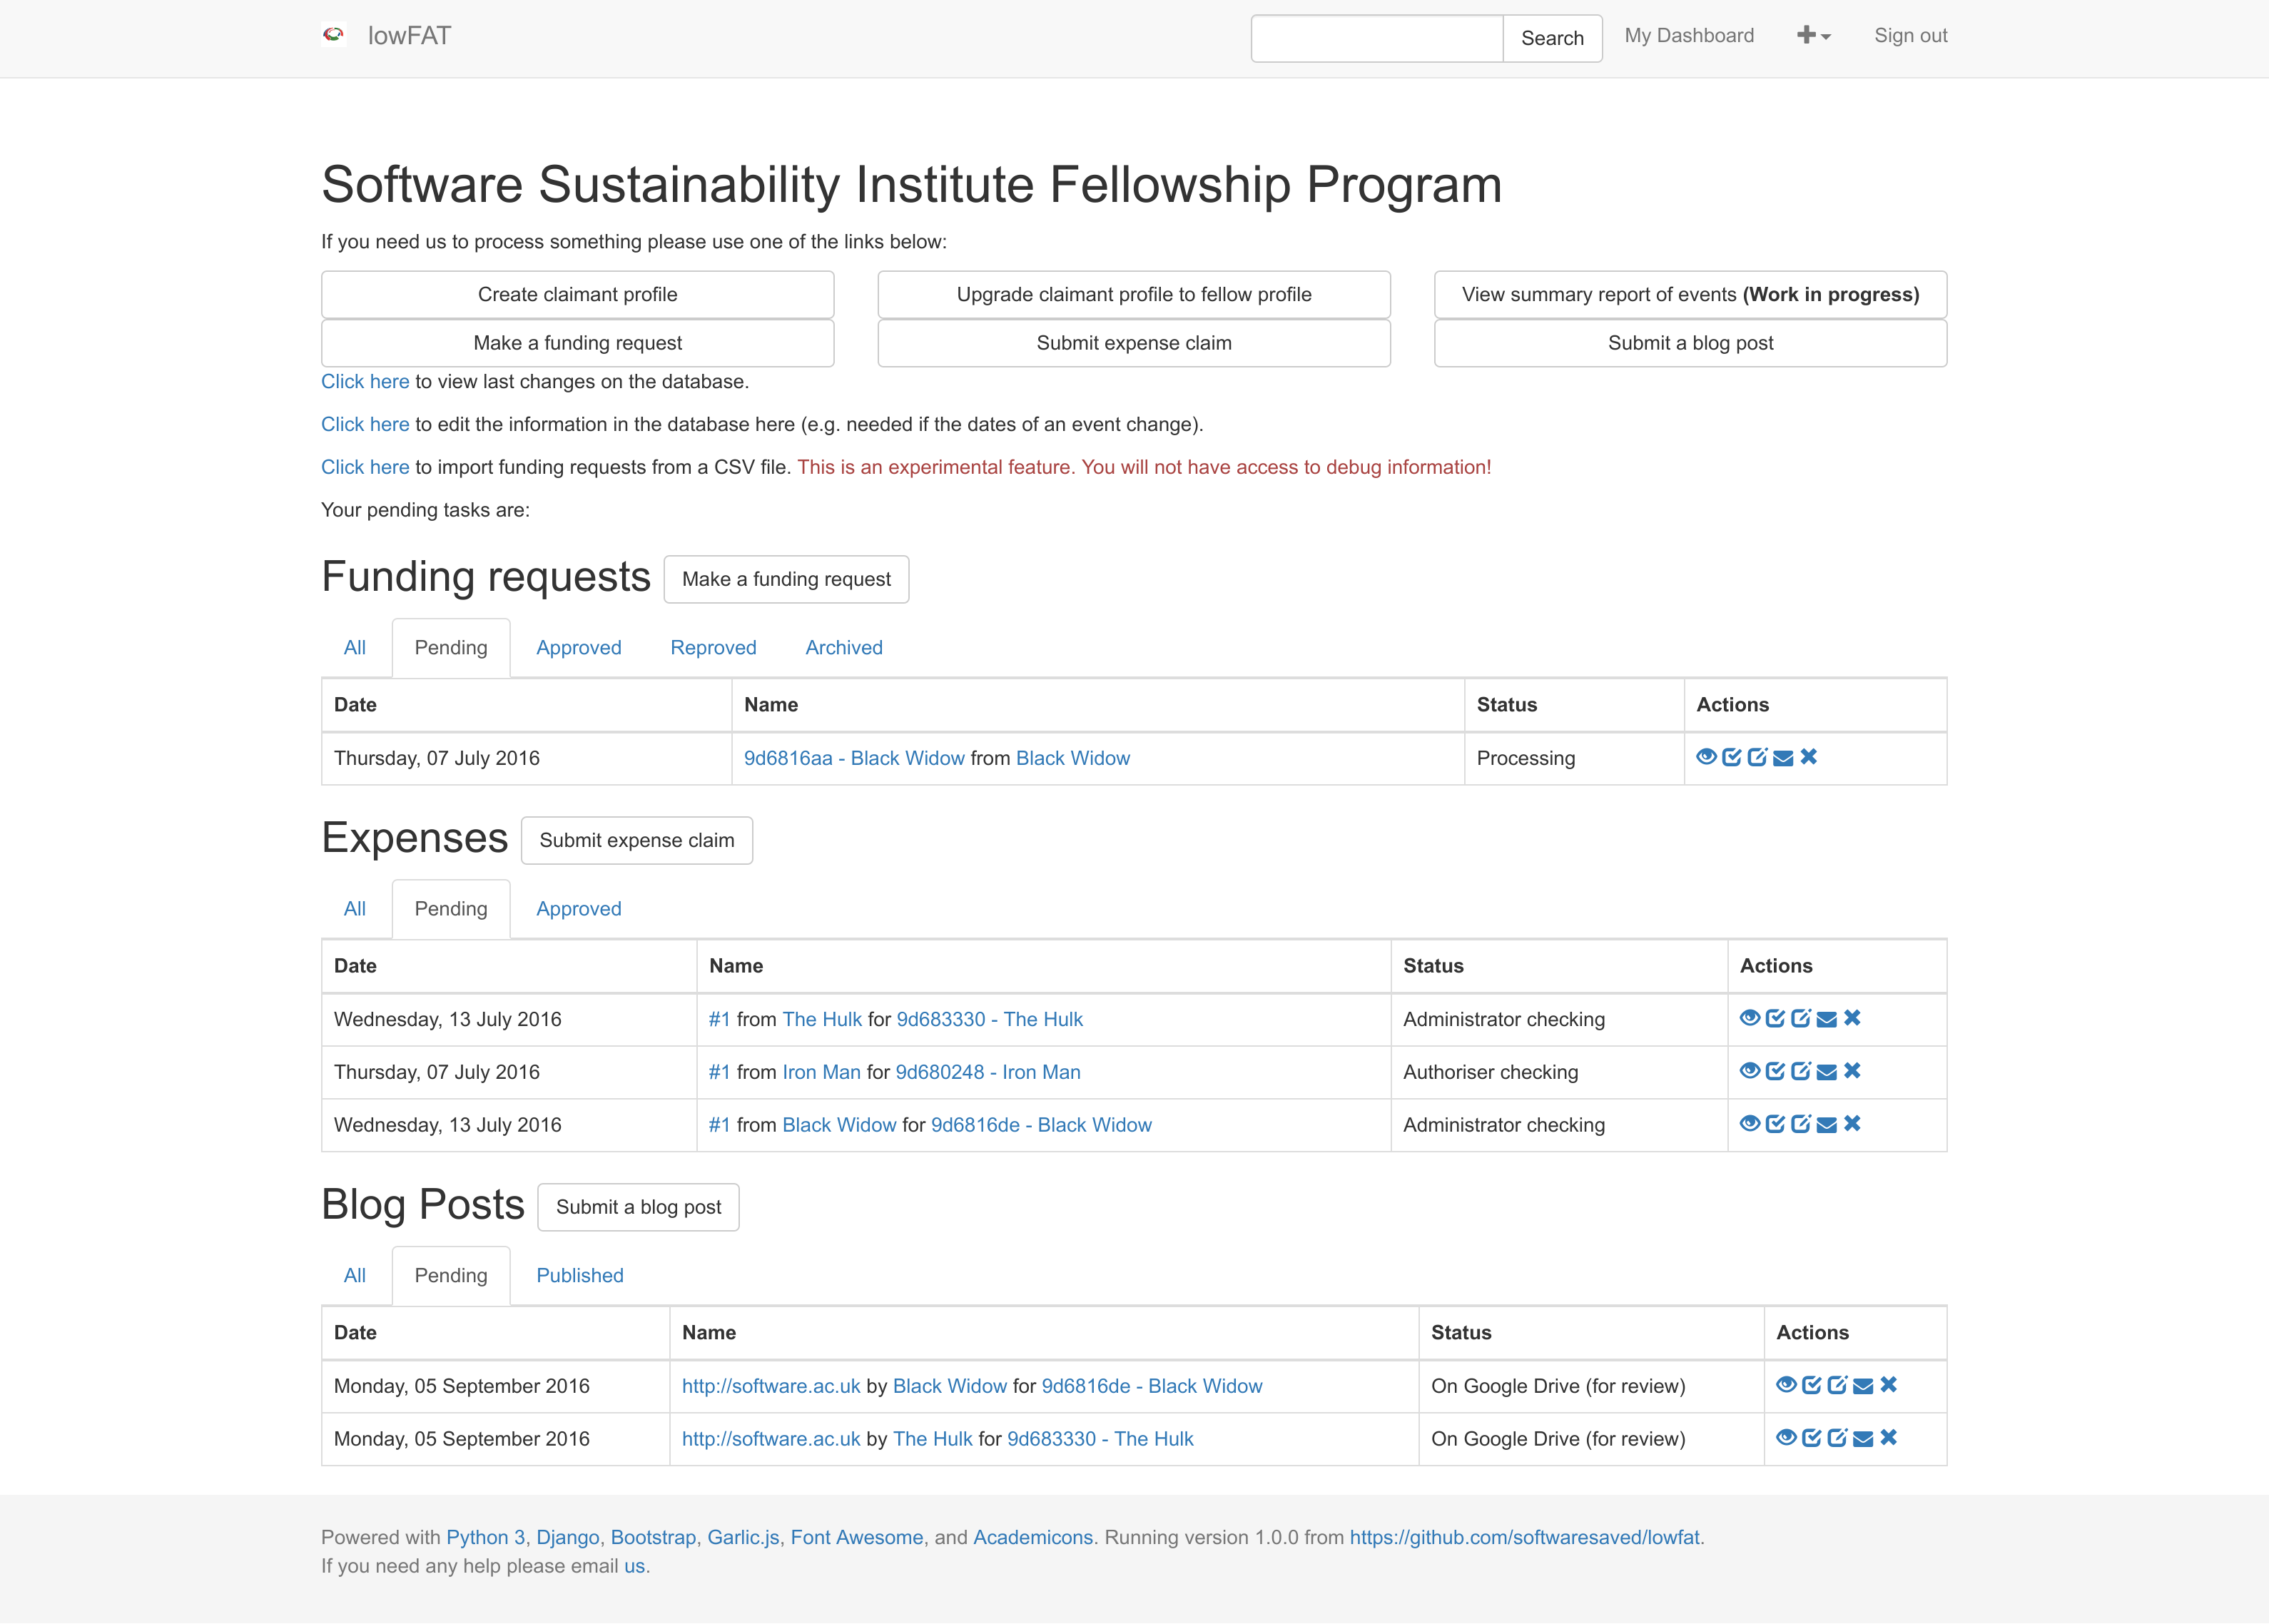 lowFAT Search My Dashboard Sign out
Software Sustainability Institute Fellowship Program
If you need us to process something please use one of the links below:
Create claimant profile Upgrade claimant profile to fellow profile View summary report of events (Work in progress)
Make a funding request Submit expense claim Submit a blog post
Click here to view last changes on the database.
Click here to edit the information in the database here (e.g. needed if the dates of an event change).
Click here to import funding requests from a CSV file. This is an experimental feature. You will not have access to debug information!
Your pending tasks are:
Funding requests Make a funding request
All Pending Approved Reproved Archived
Date Name Status Actions
Thursday, 07 July 2016 9d6816aa - Black Widow from Black Widow Processing
Expenses Submit expense claim
All Pending Approved
Date Name Status Actions
Wednesday, 13 July 2016 #1 from The Hulk for 9d683330 - The Hulk Administrator checking
Thursday, 07 July 2016 #1 from Iron Man for 9d680248 - Iron Man Authoriser checking
Wednesday, 13 July 2016 #1 from Black Widow for 9d6816de - Black Widow Administrator checking
Blog Posts Submit a blog post
All Pending Published
Date Name Status Actions
Monday, 05 September 2016 http://software.ac.uk by Black Widow for 9d6816de - Black Widow On Google Drive (for review)
Monday, 05 September 2016 http://software.ac.uk by The Hulk for 9d683330 - The Hulk On Google Drive (for review)
Powered with Python 3, Django, Bootstrap, Garlic.js, Font Awesome, and Academicons. Running version 1.0.0 from https://github.com/softwaresaved/lowfat.
If you need any help please email us.